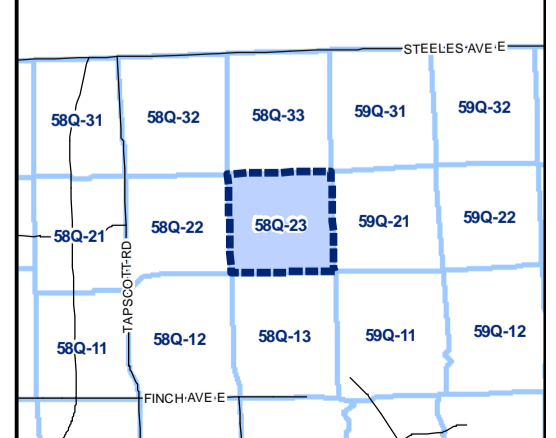 STEELES AVE E
58Q-31
58Q-32
58Q-33
59Q-31
59Q-32
58Q-21
58Q-22
58Q-23
59Q-21
59Q-22
TAPSCOTT RD
58Q-11
58Q-12
58Q-13
59Q-11
59Q-12
FINCH AVE E